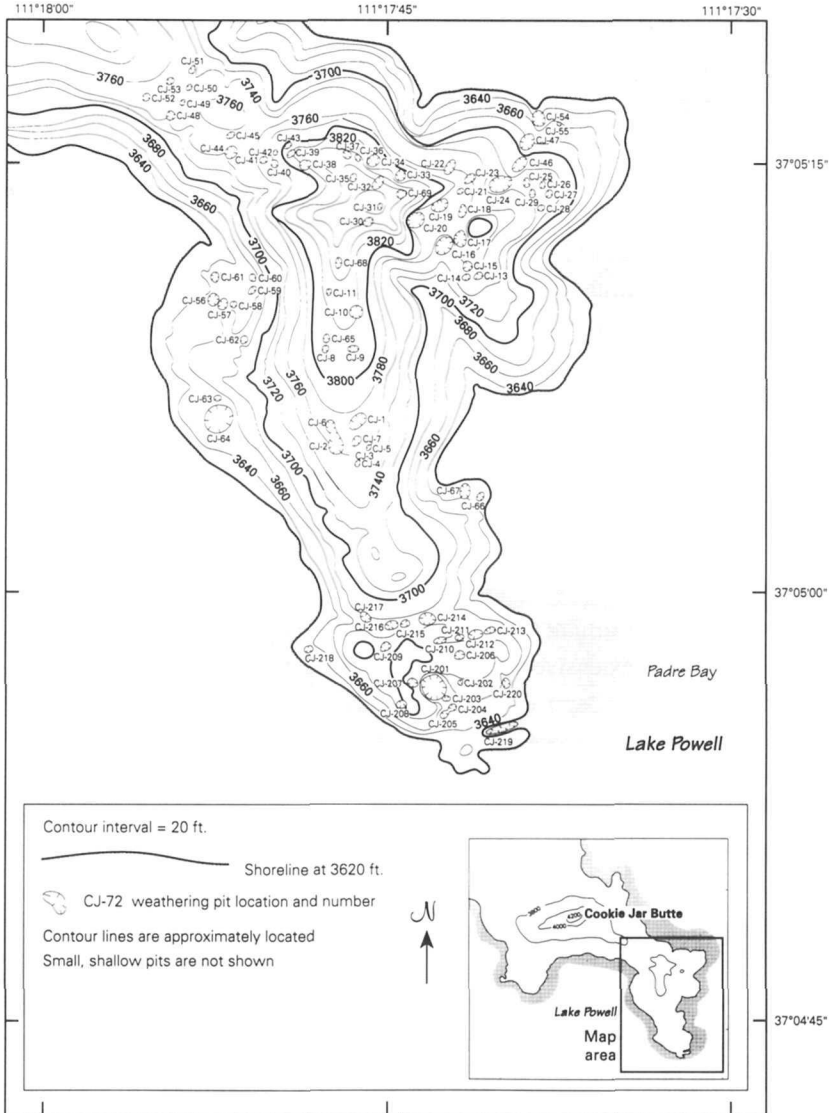 111°18'00" 111°17'45" 111°17'30"
CJ-51
3760
CJ-53
CJ-50
3740
CJ-52
CJ-49
3760
CJ-48
3700
3640
3660
CJ-54
CJ-55
CJ-47
3760
CJ-45
CJ-43
3820
CJ-44
CJ-42
CJ-39
CJ-37
CJ-36
CJ-41
CJ-38
CJ-34
CJ-22
CJ-46
37°05'15"
CJ-40
CJ-33
CJ-23
CJ-25
3680
3640
CJ-35
CJ-32
CJ-69
CJ-21
CJ-24
CJ-26
CJ-27
CJ-29
CJ-28
3660
CJ-31
CJ-19
CJ-18
CJ-30
CJ-20
3820
CJ-17
CJ-16
3700
CJ-68
CJ-15
CJ-14
CJ-13
CJ-61
CJ-60
CJ-59
CJ-56
CJ-58
CJ-57
CJ-11
CJ-10
3700
3720
3680
CJ-62
CJ-65
CJ-8
CJ-9
3660
3780
3800
3760
3720
3640
CJ-63
CJ-64
CJ-6
CJ-1
CJ-2
CJ-7
CJ-5
CJ-3
CJ-4
3640
3660
3700
3740
3660
CJ-67
CJ-66
3700
37°05'00"
CJ-217
CJ-214
CJ-216
CJ-215
CJ-211
CJ-213
CJ-210
CJ-212
CJ-218
CJ-209
CJ-206
CJ-201
3660
CJ-207
CJ-202
CJ-220
CJ-203
CJ-208
CJ-204
CJ-205
3640
CJ-219
Padre Bay
Lake Powell
Contour interval = 20 ft.
Shoreline at 3620 ft.
CJ-72 weathering pit location and number
Contour lines are approximately located
Small, shallow pits are not shown
N
3800
4200
4000
Cookie Jar Butte
Lake Powell
Map
area
37°04'45"